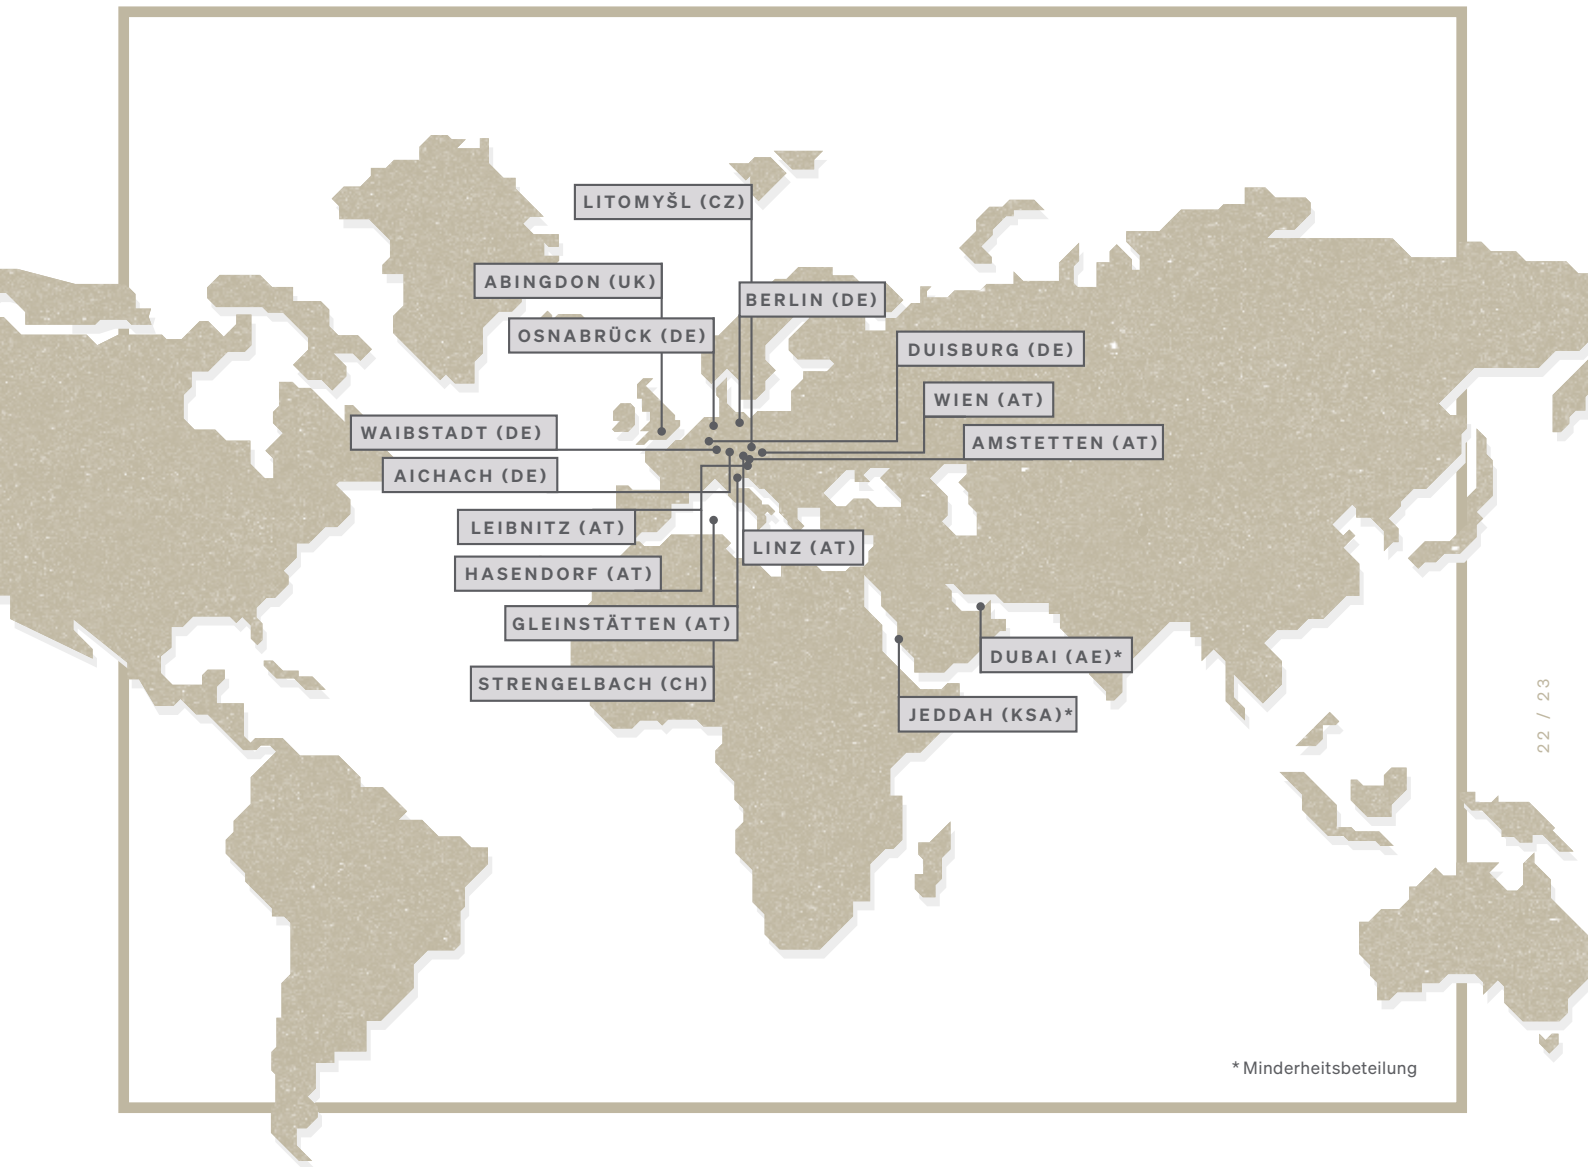 LITOMYŠL (CZ)
ABINGDON (UK)
BERLIN (DE)
OSNABRÜCK (DE)
DUISBURG (DE)
WIEN (AT)
WAIBSTADT (DE)
AMSTETTEN (AT)
AICHACH (DE)
LEIBNITZ (AT)
LINZ (AT)
HASENDORF (AT)
GLEINSTÄTTEN (AT)
DUBAI (AE)*
STRENGELBACH (CH)
JEDDAH (KSA)*
22 / 23
* Minderheitsbeteilung